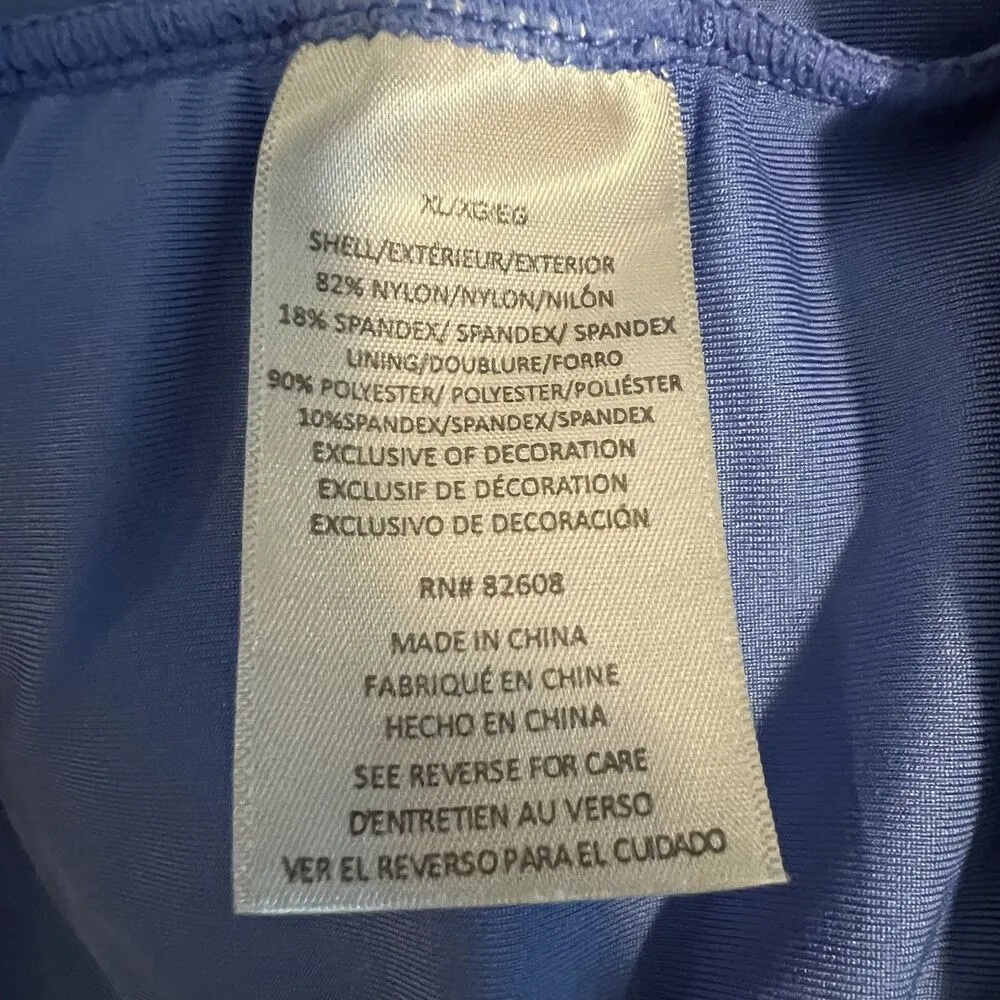 XL/XG/EG
SHELL/EXTÉRIEUR/EXTERIOR
82% NYLON/NYLON/NILÓN
18% SPANDEX/ SPANDEX/ SPANDEX
LINING/DOUBLURE/FORRO
90% POLYESTER/ POLYESTER/POLIÉSTER
10%SPANDEX/SPANDEX/SPANDEX
EXCLUSIVE OF DECORATION
EXCLUSIF DE DÉCORATION
EXCLUSIVO DE DECORACIÓN
RN# 82608
MADE IN CHINA
FABRIQUÉ EN CHINE
HECHO EN CHINA
SEE REVERSE FOR CARE
D'ENTRETIEN AU VERSO
VER EL REVERSO PARA EL CUIDADO